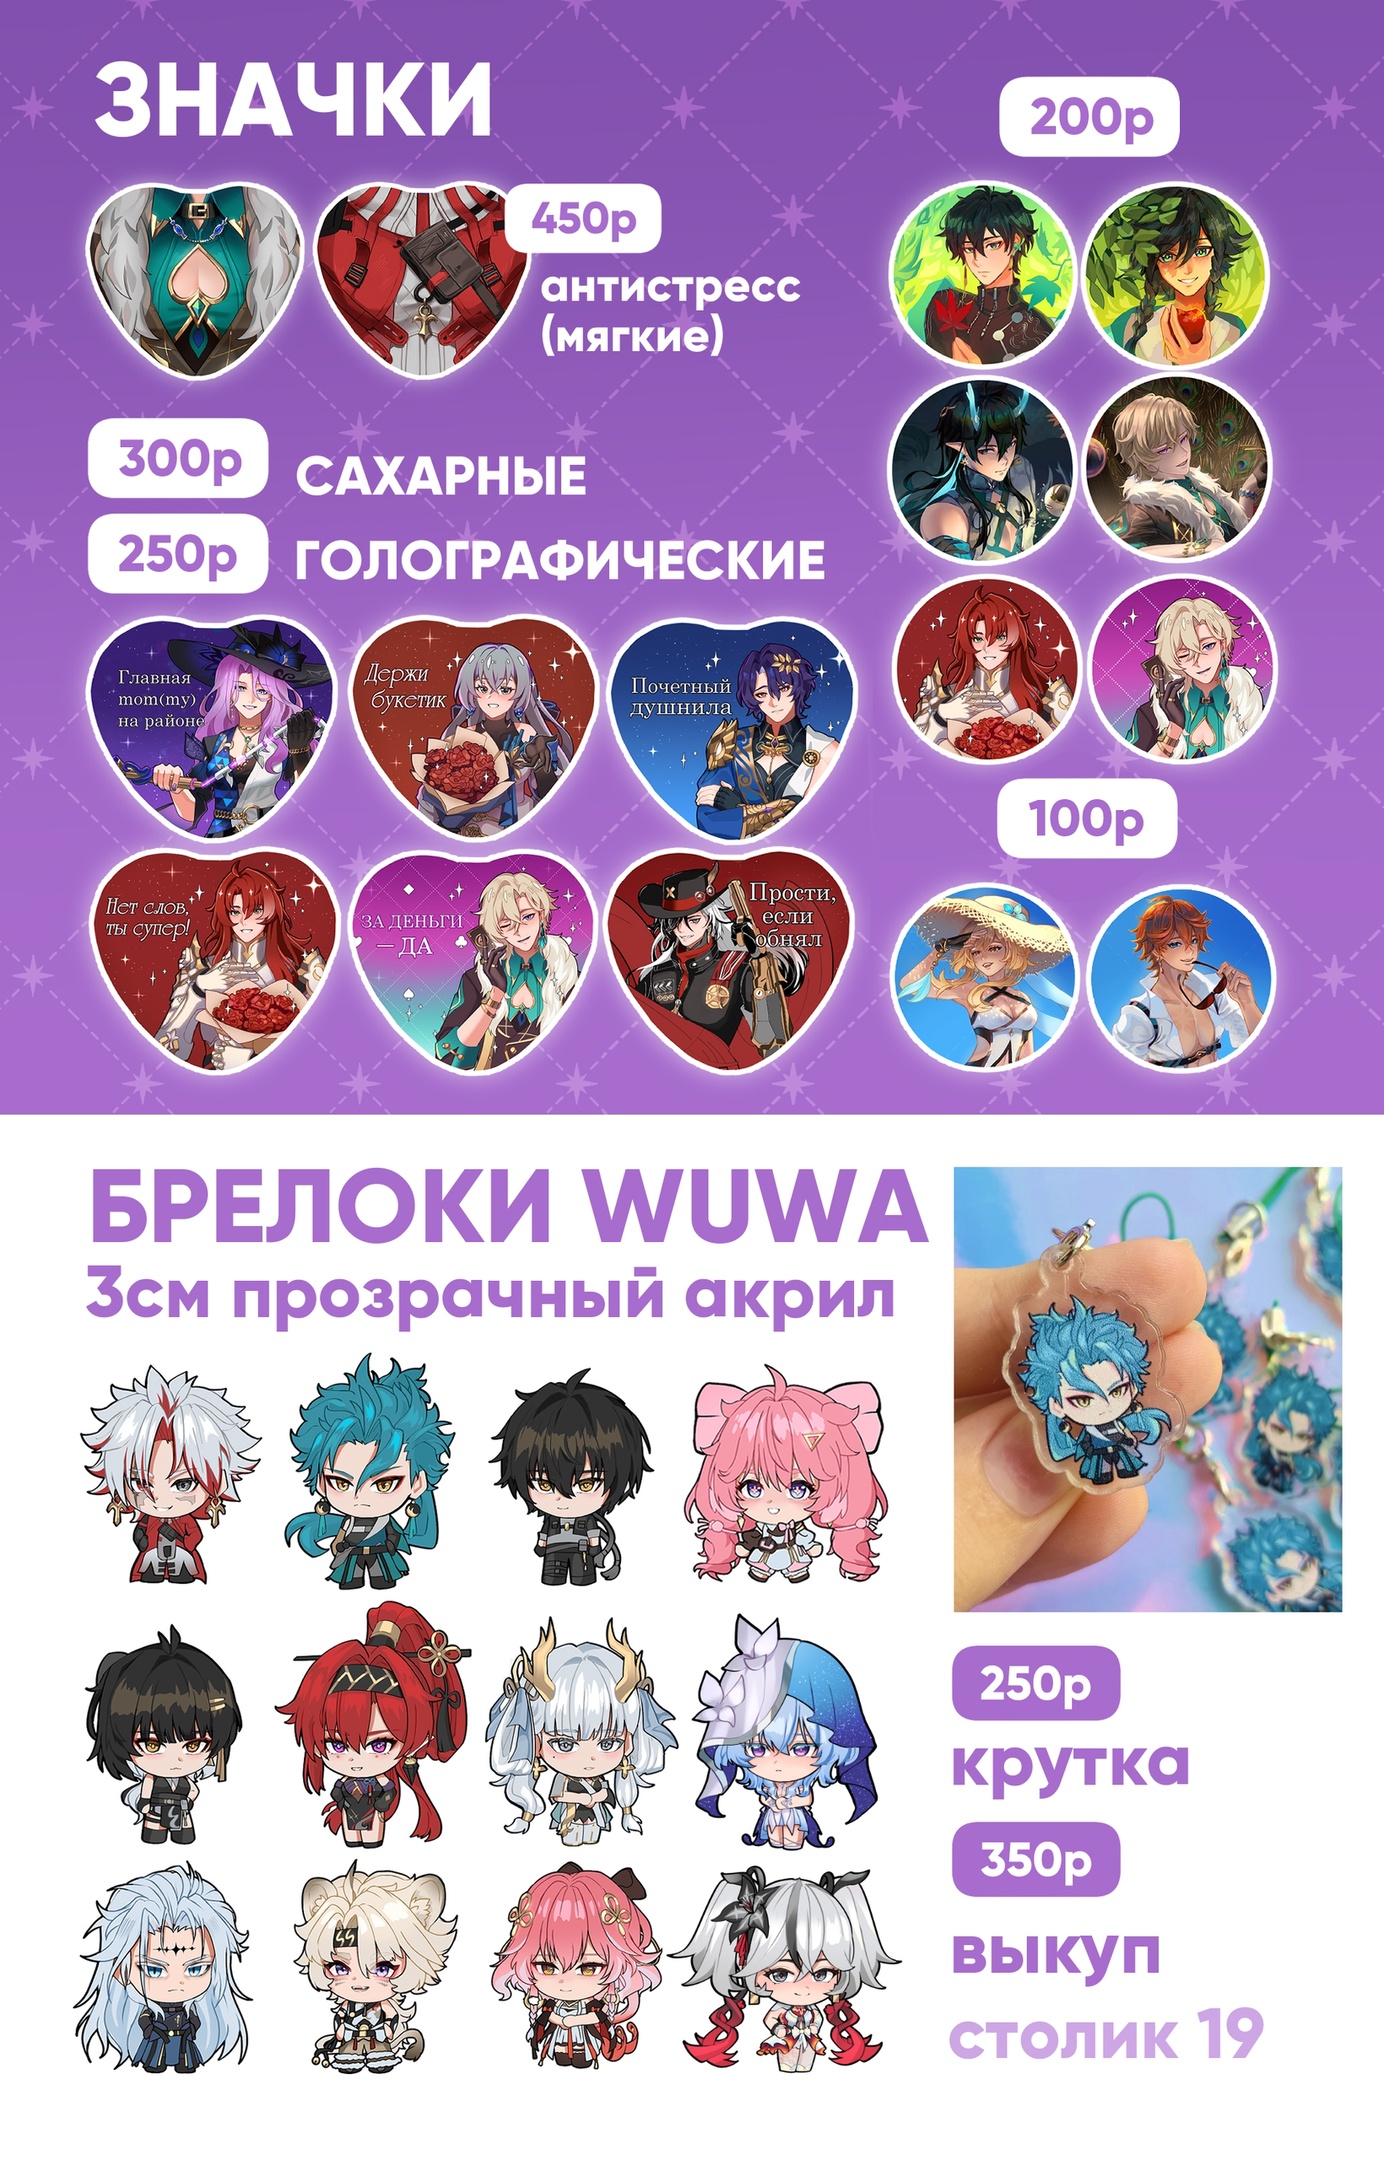 ЗНАЧКИ
450р
антистресс
(мягкие)
300р САХАРНЫЕ
250р ГОЛОГРАФИЧЕСКИЕ
Главная
mom(my)
на районе
Держи
букетик
Почетный
душнила
Нет слов,
ты супер!
ЗА ДЕНЬГИ
— ДА
Прости,
если
обнял
200р
100р
БРЕЛОКИ WUWA
3см прозрачный акрил
250р
крутка
350р
выкуп
столик 19